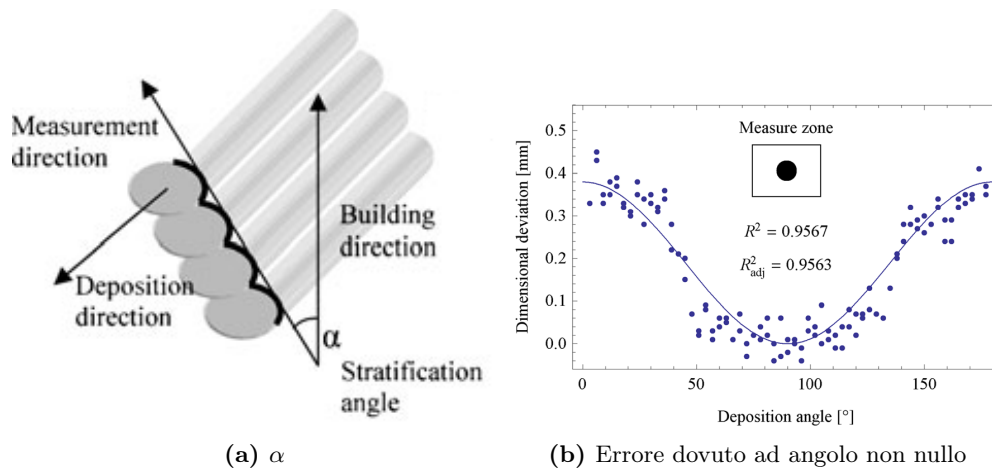 Measurement
direction
Deposition
direction
Building
direction
α
Stratification
angle
(a) α
Dimensional deviation [mm]
0.5
0.4
0.3
0.2
0.1
0.0
Measure zone
R² = 0.9567
R²adj = 0.9563
0 50 100 150
Deposition angle [°]
(b) Errore dovuto ad angolo non nullo